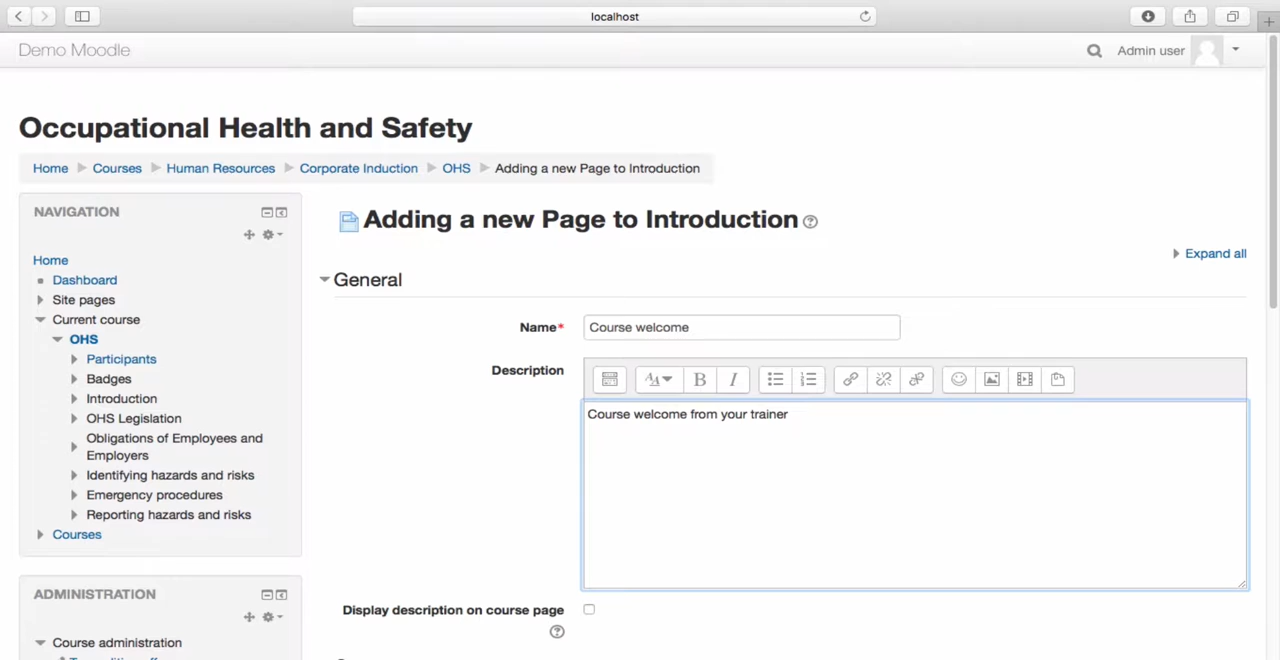 localhost
Demo Moodle
Admin user
Occupational Health and Safety
Home Courses Human Resources Corporate Induction OHS Adding a new Page to Introduction
NAVIGATION
Home
Dashboard
Site pages
Current course
OHS
Participants
Badges
Introduction
OHS Legislation
Obligations of Employees and
Employers
Identifying hazards and risks
Emergency procedures
Reporting hazards and risks
Courses
ADMINISTRATION
Course administration
Adding a new Page to Introduction
Expand all
General
Name*
Course welcome
Description
B I
Course welcome from your trainer
Display description on course page